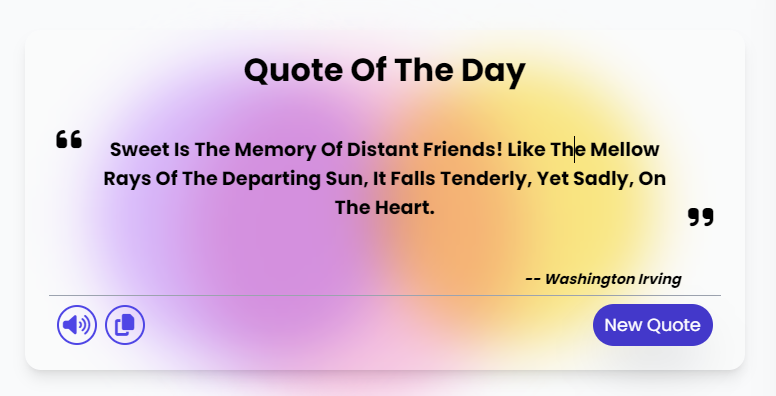 Quote Of The Day
“
Sweet Is The Memory Of Distant Friends! Like The Mellow
Rays Of The Departing Sun, It Falls Tenderly, Yet Sadly, On
The Heart.
”
-- Washington Irving
New Quote